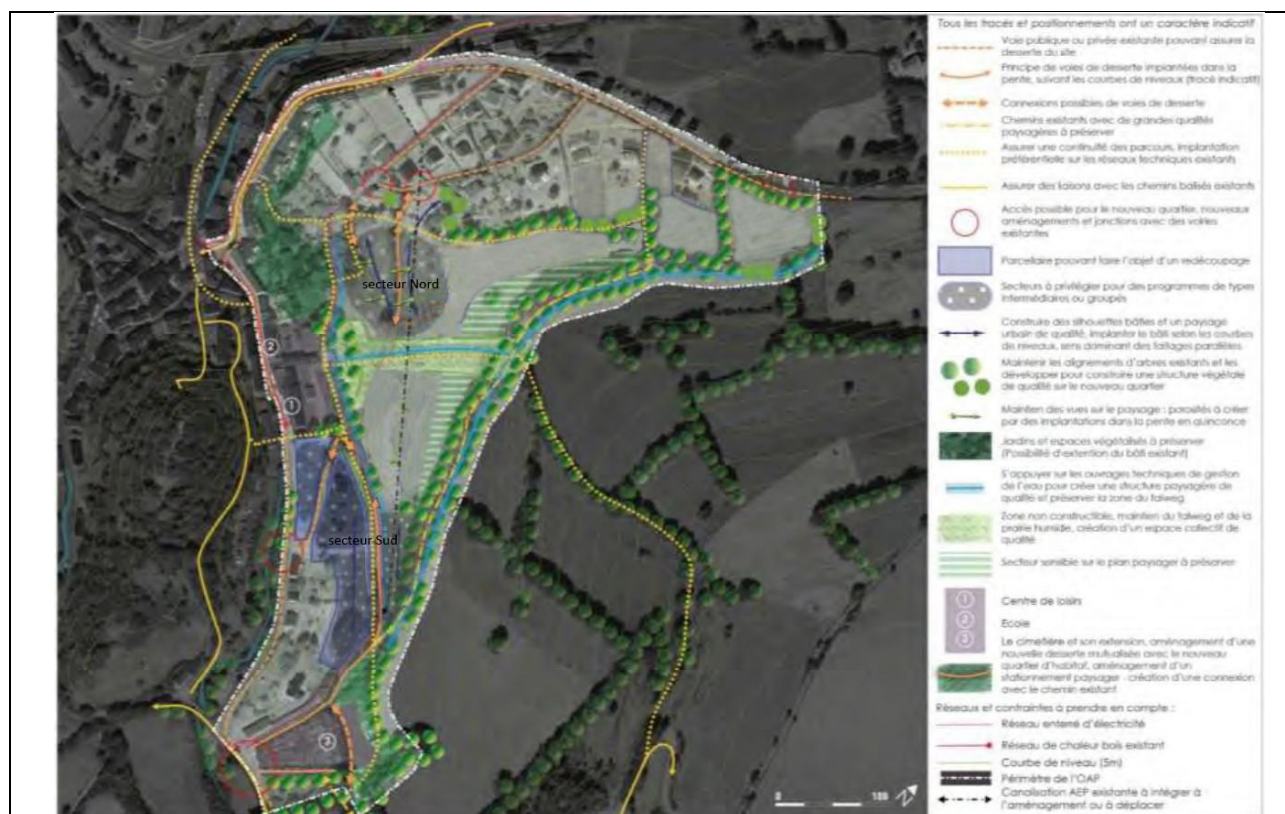 Tous les tracés et positionnements ont un caractère indicatif
Voie publique ou privée existante pouvant assurer la
desserte du site
Principe de voies de desserte implantées dans la
pente, suivant les courbes de niveaux (tracé indicatif)
Connexions possibles de voies de desserte
Chemins existants avec de grandes qualités
paysagères à préserver
Assurer une continuité des parcours, implantation
préférentielle sur les réseaux techniques existants
Assurer des liaisons avec les chemins balisés existants
Accès possible pour le nouveau quartier, nouveaux
aménagements et jonctions avec des voiries
existantes
Parcellaire pouvant faire l'objet d'un redécoupage
Secteurs à privilégier pour des programmes de types
intermédiaires ou groupés
Construire des silhouettes bâties et un paysage
urbain de qualité, implanter le bâti selon les courbes
de niveaux, sens dominant des faitages parallèles
Maintenir les alignements d'arbres existants et les
développer pour construire une structure végétale
de qualité sur le nouveau quartier
Maintien des vues sur le paysage : porosités à créer
par des implantations dans la pente en quinconce
Jardins et espaces végétalisés à préserver
(Possibilité d'extention du bâti existant)
S'appuyer sur les ouvrages techniques de gestion
de l'eau pour créer une structure paysagère de
qualité et préserver la zone du talweg
Zone non constructible, maintien du talweg et de la
prairie humide, création d'un espace collectif de
qualité
Secteur sensible sur le plan paysager à préserver
1 Centre de loisirs
2 Ecole
3 Le cimetière et son extension, aménagement d'une
nouvelle desserte mutualisée avec le nouveau
quartier d'habitat, aménagement d'un
stationnement paysager - création d'une connexion
avec le chemin existant
Réseaux et contraintes à prendre en compte :
Réseau enterré d'électricité
Réseau de chaleur bois existant
Courbe de niveau (5m)
Périmètre de l'OAP
Canalisation AEP existante à intégrer à
l'aménagement ou à déplacer
secteur Nord
2
1
secteur Sud
3
0
N